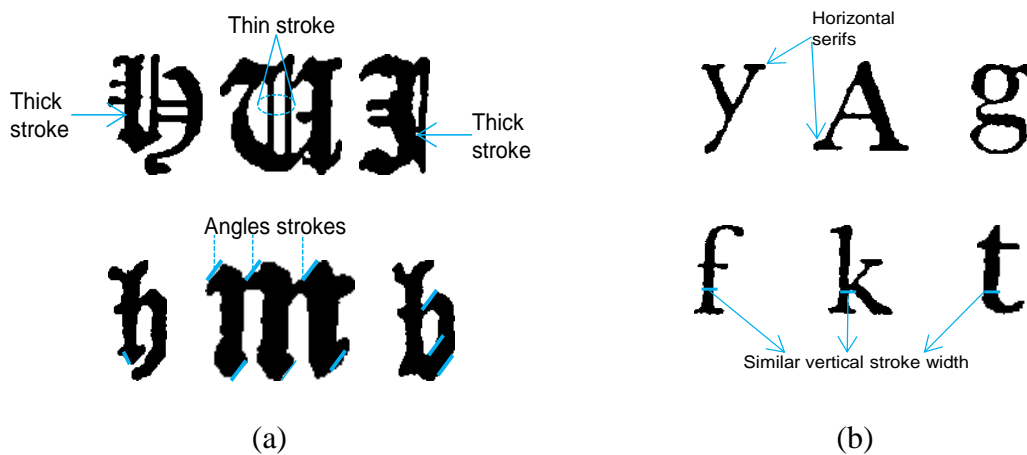 Thin stroke
Thick
stroke
Thick
stroke
Angles strokes
h m b
(a)
Horizontal
serifs
y A g
f k t
Similar vertical stroke width
(b)